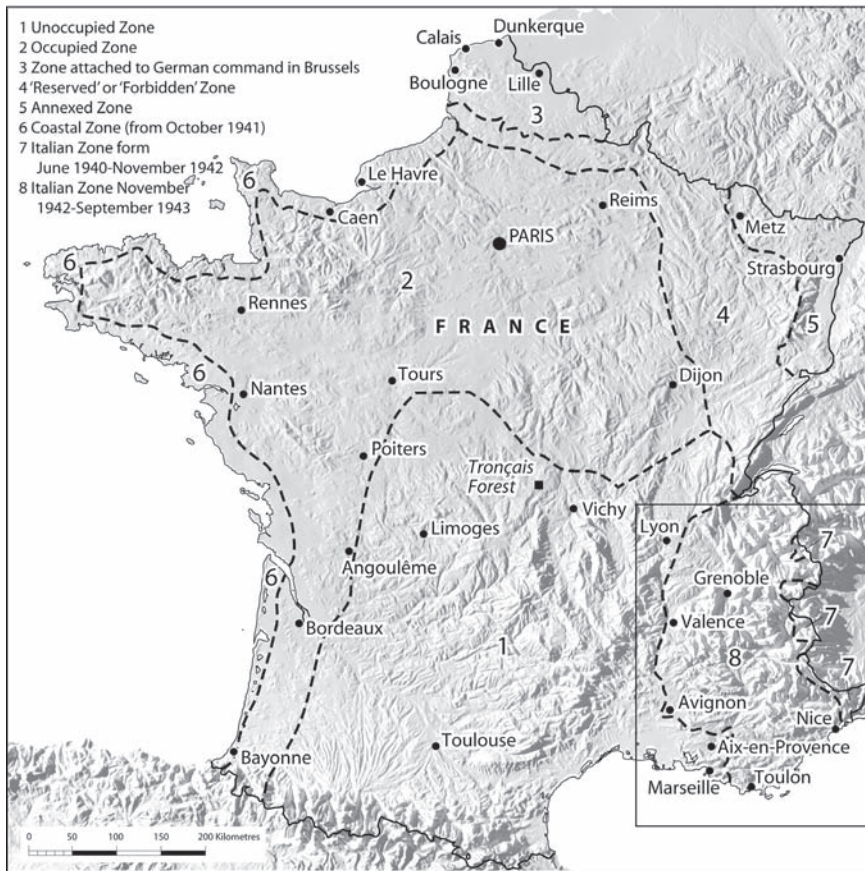 1 Unoccupied Zone
2 Occupied Zone
3 Zone attached to German command in Brussels
4 'Reserved' or 'Forbidden' Zone
5 Annexed Zone
6 Coastal Zone (from October 1941)
7 Italian Zone form
June 1940-November 1942
8 Italian Zone November
1942-September 1943
Dunkerque
Calais
Boulogne
Lille
3
6
Le Havre
Caen
Reims
Metz
PARIS
Strasbourg
6
2
Rennes
4
5
FRANCE
6
Nantes
Tours
Dijon
Poiters
Tronçais
Forest
Vichy
Limoges
Lyon
7
Angoulême
6
Grenoble
Bordeaux
Valence
7
1
8
7
Avignon
Nice
Toulouse
Aix-en-Provence
Bayonne
Marseille
Toulon
0 50 100 150 200 Kilometres